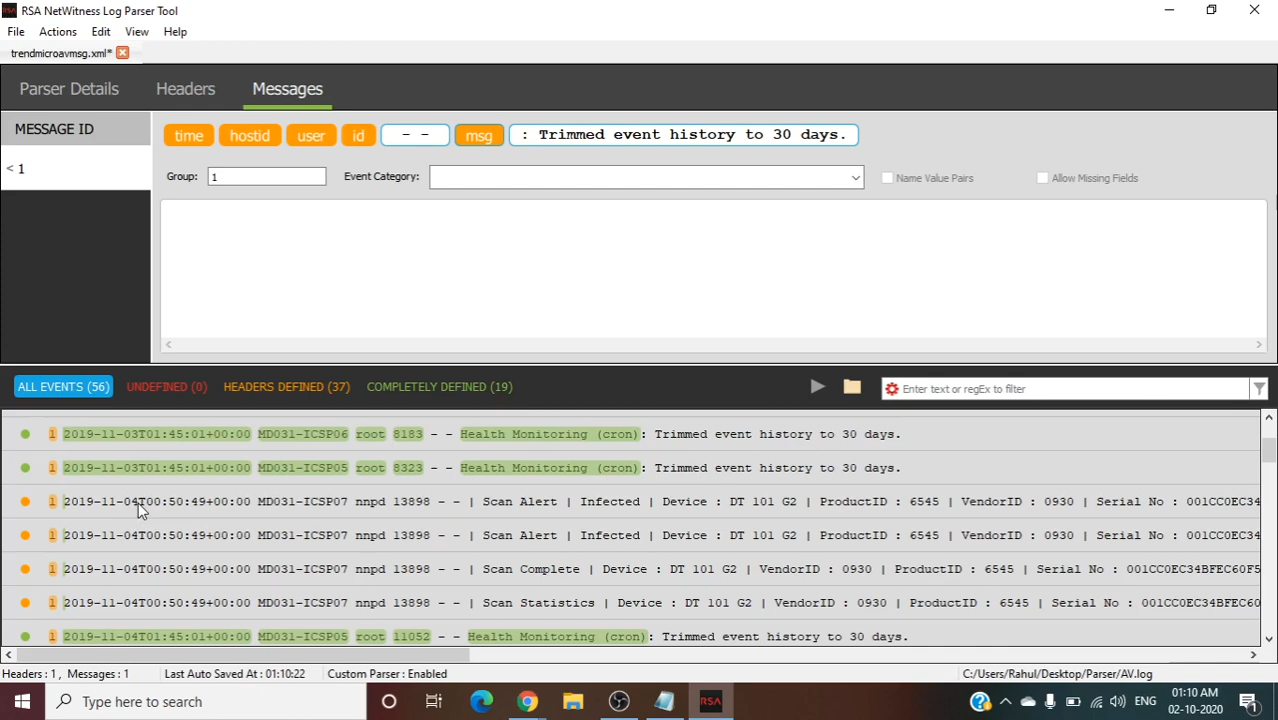 RSA NetWitness Log Parser Tool
File Actions Edit View Help
trendmicroavmsg.xml*
Parser Details Headers Messages
MESSAGE ID
< 1
time hostid user id - - msg : Trimmed event history to 30 days.
Group: 1 Event Category: Name Value Pairs Allow Missing Fields
ALL EVENTS (56) UNDEFINED (0) HEADERS DEFINED (37) COMPLETELY DEFINED (19) Enter text or regEx to filter
1 2019-11-03T01:45:01+00:00 MD031-ICSP06 root 8183 - - Health Monitoring (cron): Trimmed event history to 30 days.
1 2019-11-03T01:45:01+00:00 MD031-ICSP05 root 8323 - - Health Monitoring (cron): Trimmed event history to 30 days.
1 2019-11-04T00:50:49+00:00 MD031-ICSP07 nnpd 13898 - - | Scan Alert | Infected | Device : DT 101 G2 | ProductID : 6545 | VendorID : 0930 | Serial No : 001CC0EC34
1 2019-11-04T00:50:49+00:00 MD031-ICSP07 nnpd 13898 - - | Scan Alert | Infected | Device : DT 101 G2 | ProductID : 6545 | VendorID : 0930 | Serial No : 001CC0EC34
1 2019-11-04T00:50:49+00:00 MD031-ICSP07 nnpd 13898 - - | Scan Complete | Device : DT 101 G2 | VendorID : 0930 | ProductID : 6545 | Serial No : 001CC0EC34BFEC60F5
1 2019-11-04T00:50:49+00:00 MD031-ICSP07 nnpd 13898 - - | Scan Statistics | Device : DT 101 G2 | VendorID : 0930 | ProductID : 6545 | Serial No : 001CC0EC34BFEC60
1 2019-11-04T01:45:01+00:00 MD031-ICSP05 root 11052 - - Health Monitoring (cron): Trimmed event history to 30 days.
Headers : 1 , Messages : 1 Last Auto Saved At : 01:10:22 Custom Parser : Enabled C:/Users/Rahul/Desktop/Parser/AV.log
Type here to search RSA ENG 01:10 AM
02-10-2020 1